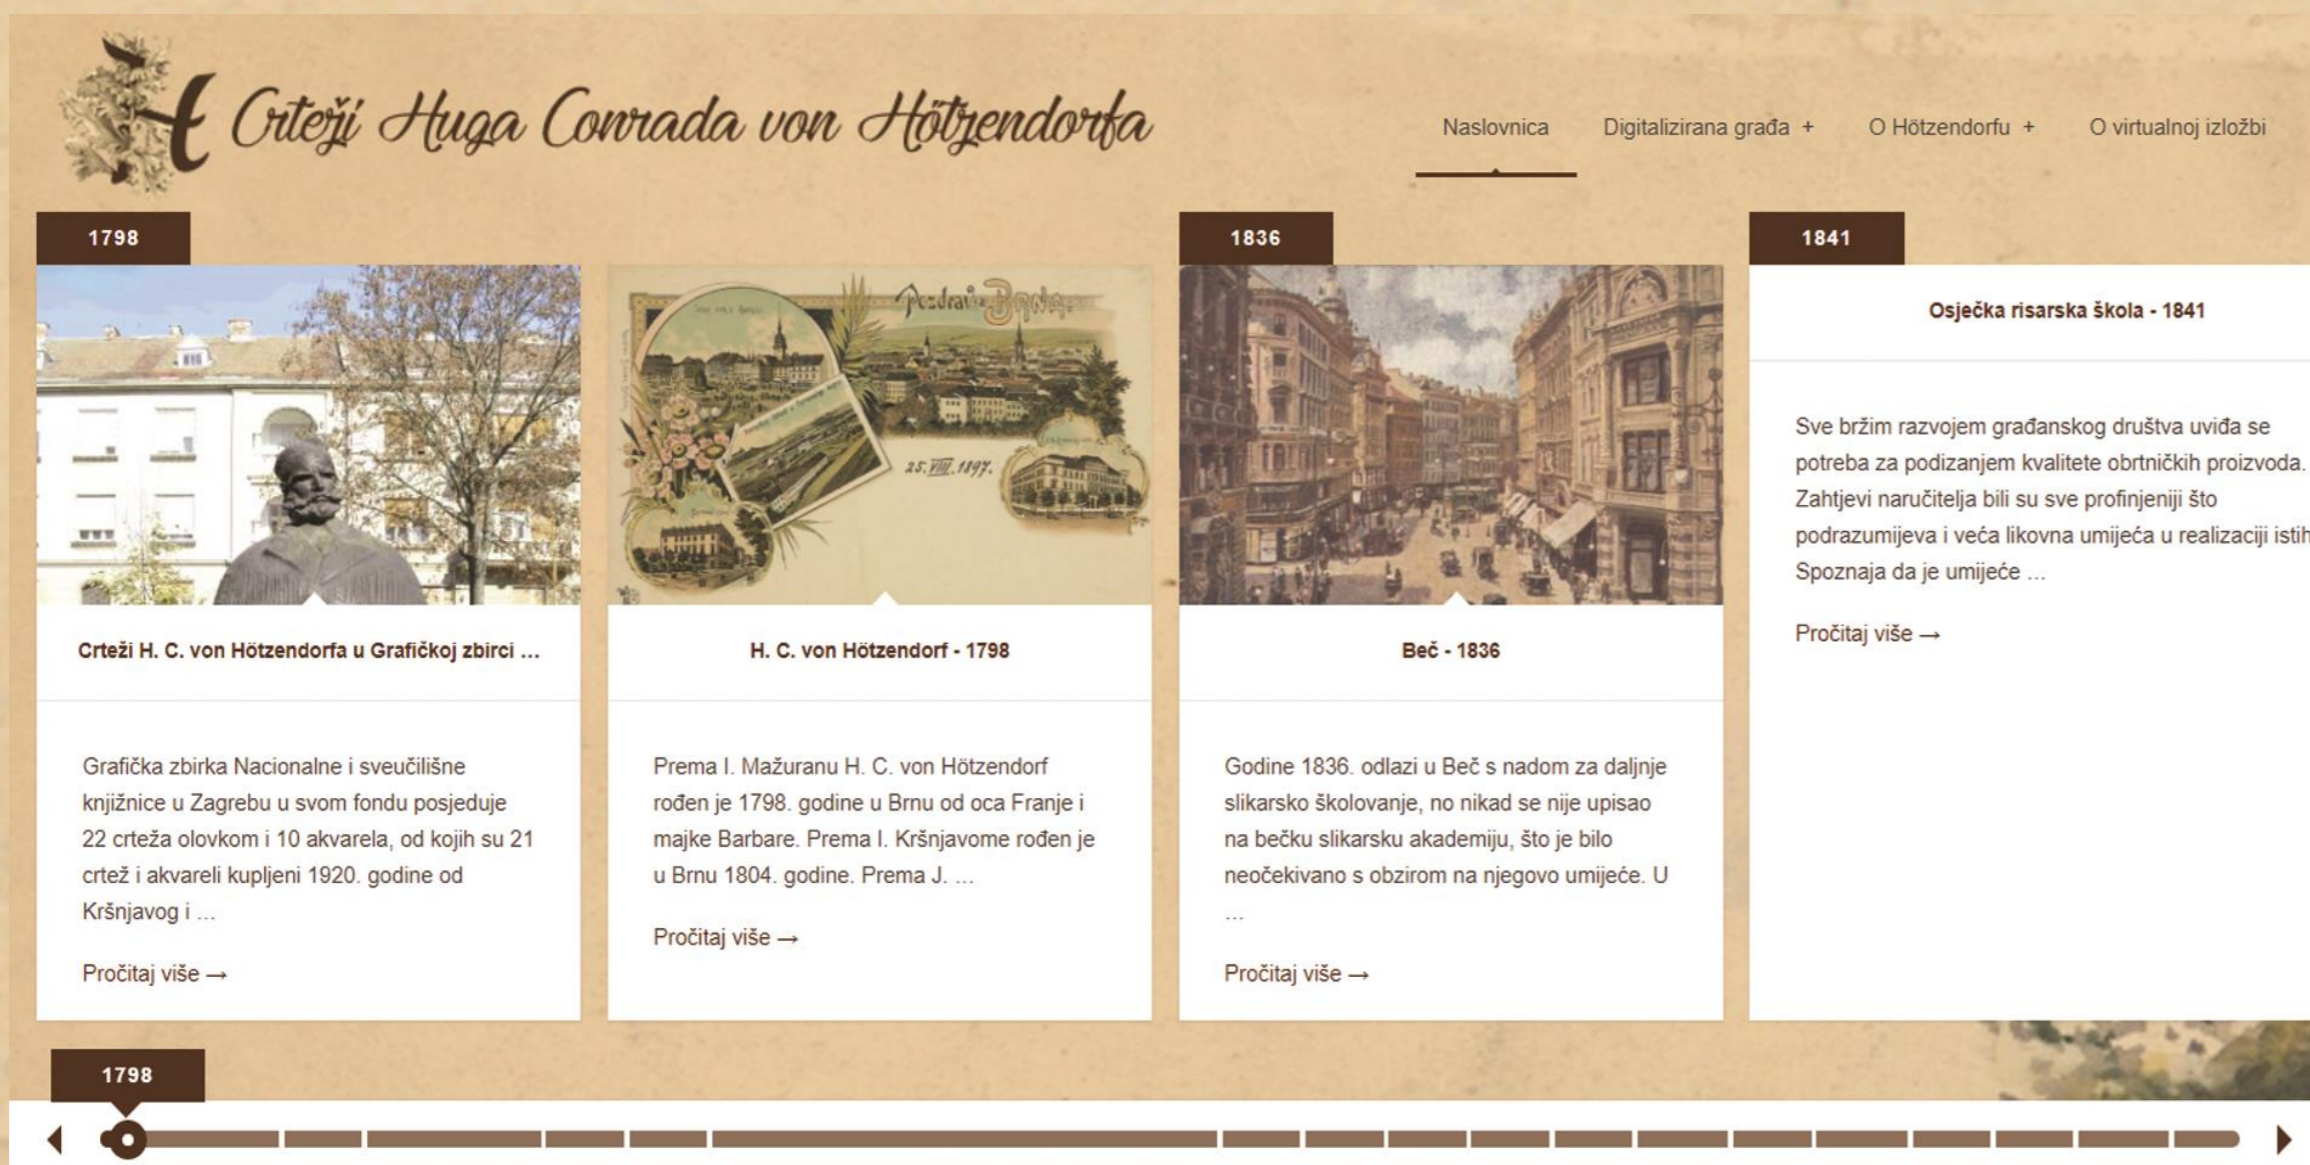 Crteži Huga Conrada von Hőtzendorfa
Naslovnica
Digitalizirana građa +
O Hötzendorfu +
O virtualnoj izložbi
1798
Crteži H. C. von Hötzendorfa u Grafičkoj zbirci ...
Grafička zbirka Nacionalne i sveučilišne
knjižnice u Zagrebu u svom fondu posjeduje
22 crteža olovkom i 10 akvarela, od kojih su 21
crtež i akvareli kupljeni 1920. godine od
Kršnjavog i ...
Pročitaj više →
25. VIII. 1897.
H. C. von Hötzendorf - 1798
Prema I. Mažuranu H. C. von Hötzendorf
rođen je 1798. godine u Brnu od oca Franje i
majke Barbare. Prema I. Kršnjavome rođen je
u Brnu 1804. godine. Prema J. ...
Pročitaj više →
1836
Beč - 1836
Godine 1836. odlazi u Beč s nadom za daljnje
slikarsko školovanje, no nikad se nije upisao
na bečku slikarsku akademiju, što je bilo
neočekivano s obzirom na njegovo umijeće. U
...
Pročitaj više →
1841
Osječka risarska škola - 1841
Sve bržim razvojem građanskog društva uviđa se
potreba za podizanjem kvalitete obrtničkih proizvoda.
Zahtjevi naručitelja bili su sve profinjeniji što
podrazumijeva i veća likovna umijeća u realizaciji istih
Spoznaja da je umijeće ...
Pročitaj više →
1798